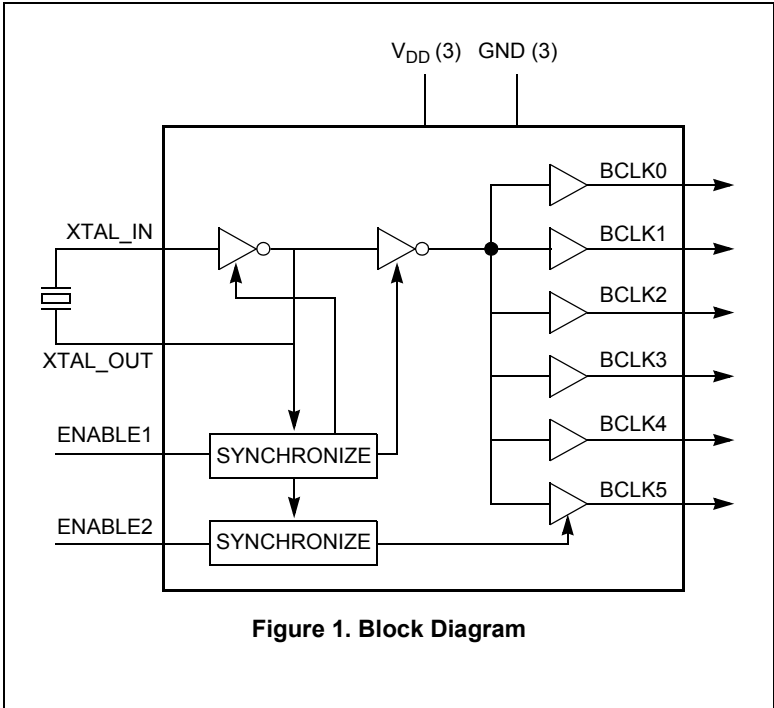 V_DD (3) GND (3)
BCLK0
XTAL_IN
BCLK1
BCLK2
XTAL_OUT
BCLK3
ENABLE1
SYNCHRONIZE
BCLK4
BCLK5
ENABLE2
SYNCHRONIZE
Figure 1. Block Diagram